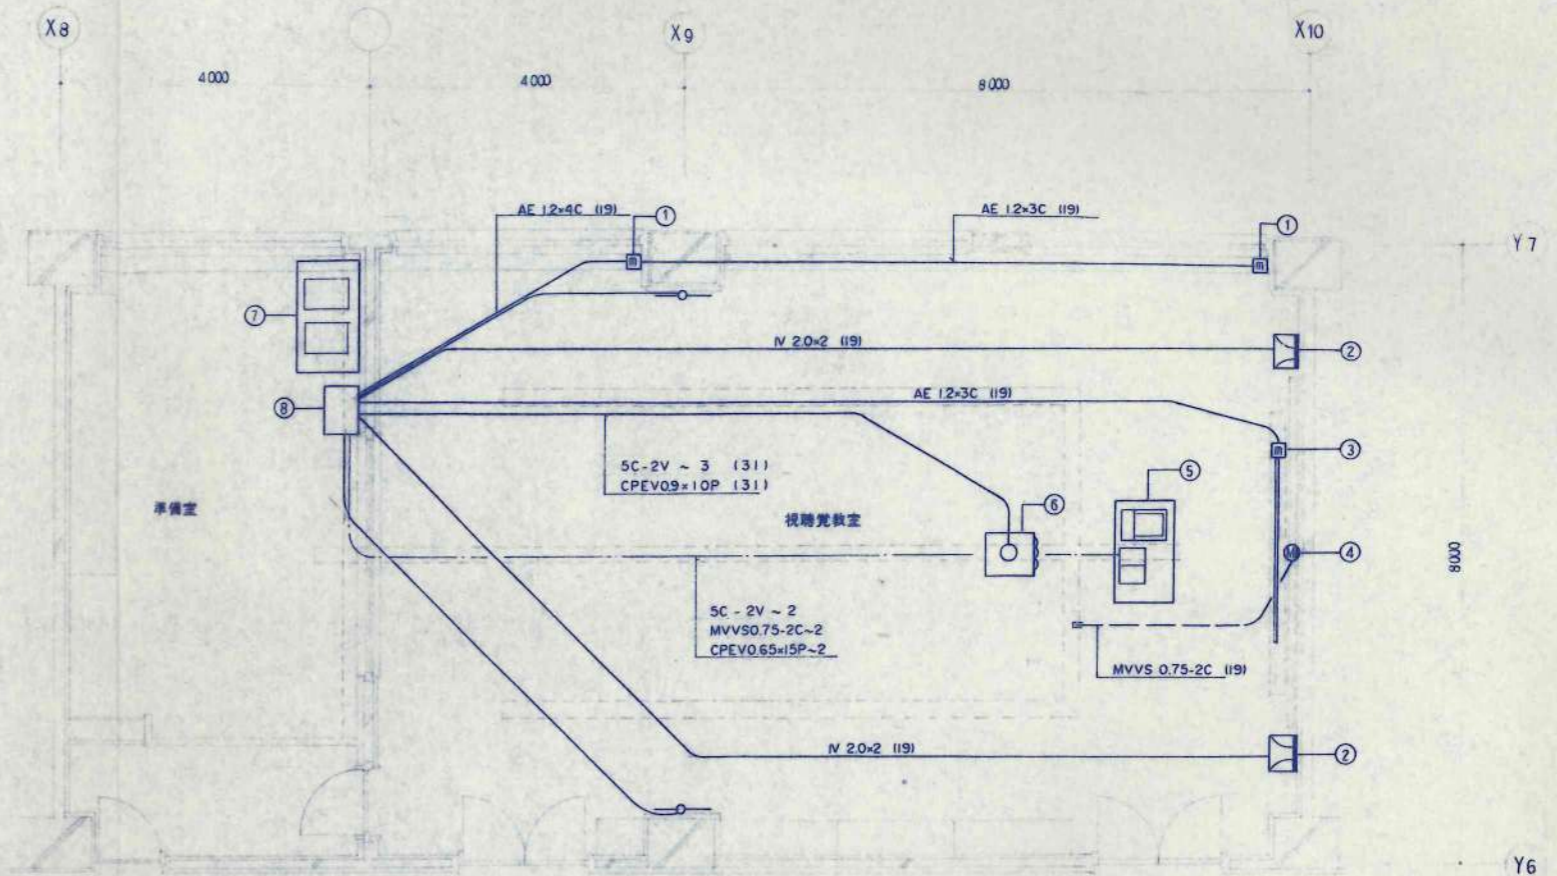 X8
X9
X10
4000
4000
8000
AE 1.2×4C (19)
①
AE 1.2×3C (19)
①
Y7
m
m
⑦
IV 2.0×2 (19)
②
AE 1.2×3C (19)
⑧
m
③
5C-2V ~ 3 (31)
CPEV0.9×10P (31)
⑤
準備室
視聴覚教室
⑥
M
④
8000
5C - 2V ~ 2
MVVS0.75-2C~2
CPEV0.65×15P~2
MVVS 0.75-2C (19)
IV 2.0×2 (19)
②
Y6